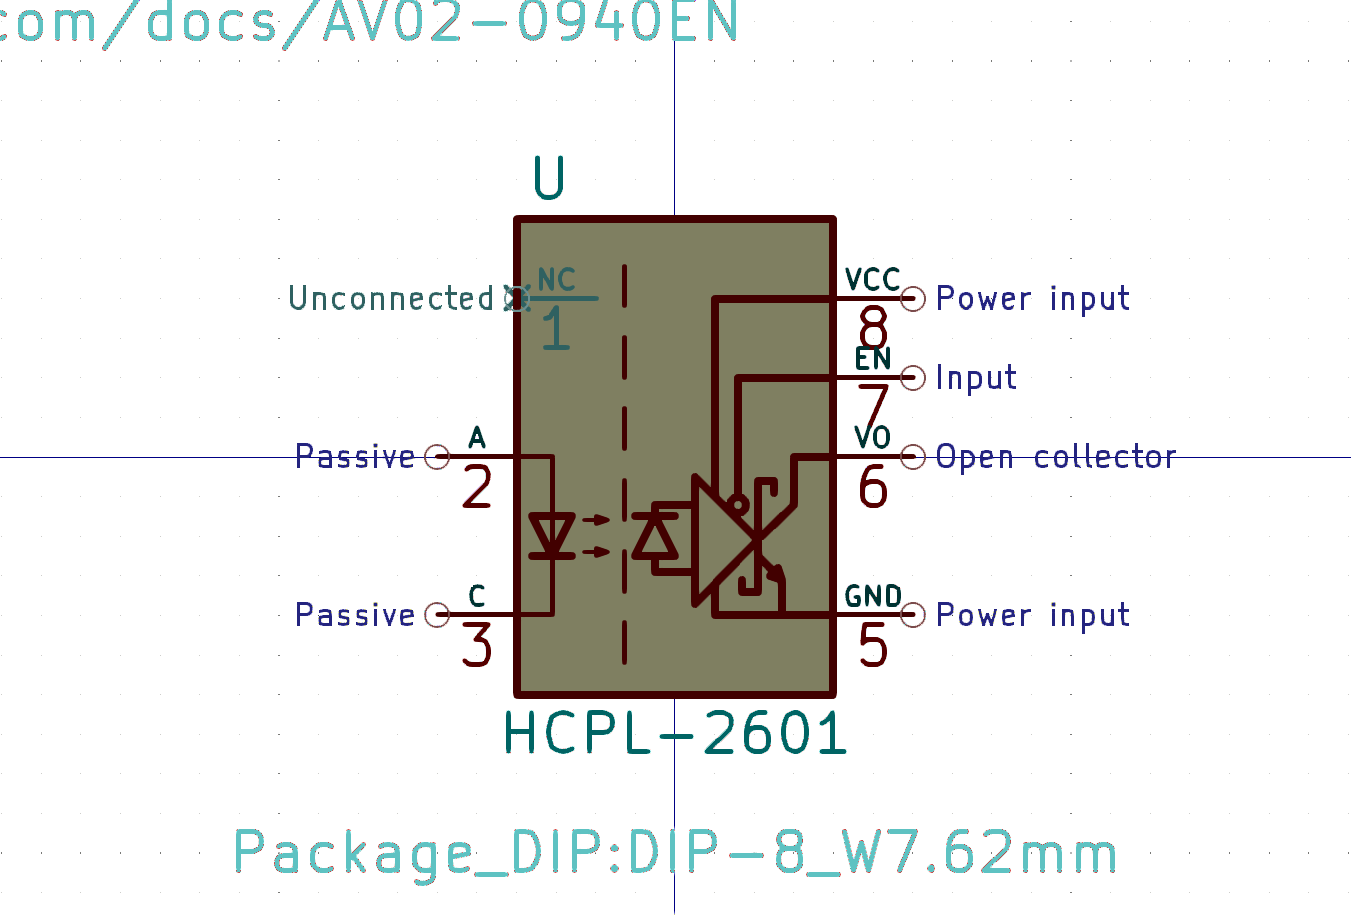 com/docs/AV02-0940EN
U
Unconnected NC VCC Power input
1 8
EN Input
7
Passive A VO Open collector
2 6
Passive C GND Power input
3 5
HCPL-2601
Package_DIP:DIP-8_W7.62mm